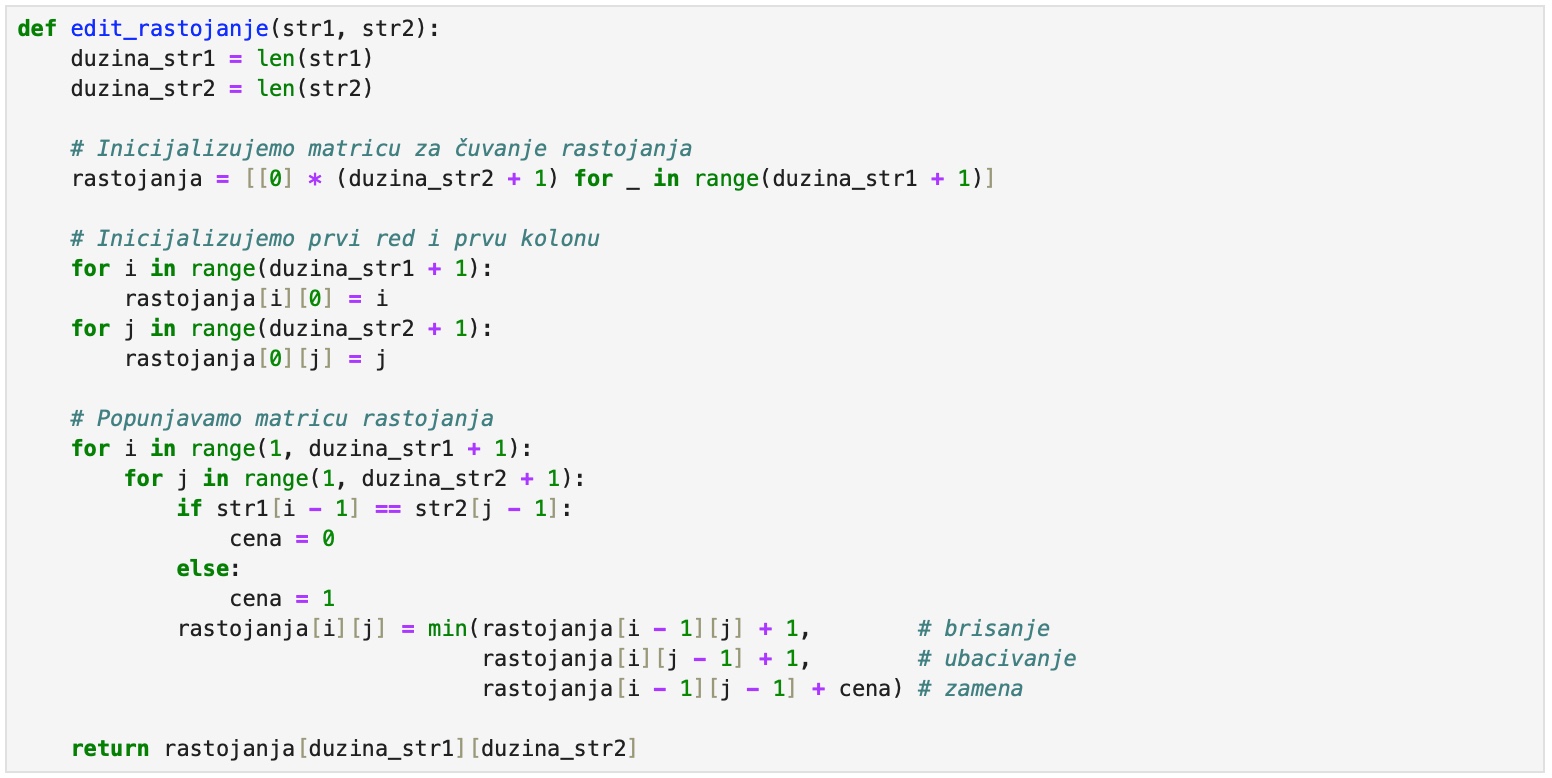 def edit_rastojanje(str1, str2):
    duzina_str1 = len(str1)
    duzina_str2 = len(str2)

    # Inicijalizujemo matricu za čuvanje rastojanja
    rastojanja = [[0] * (duzina_str2 + 1) for _ in range(duzina_str1 + 1)]

    # Inicijalizujemo prvi red i prvu kolonu
    for i in range(duzina_str1 + 1):
        rastojanja[i][0] = i
    for j in range(duzina_str2 + 1):
        rastojanja[0][j] = j

    # Popunjavamo matricu rastojanja
    for i in range(1, duzina_str1 + 1):
        for j in range(1, duzina_str2 + 1):
            if str1[i - 1] == str2[j - 1]:
                cena = 0
            else:
                cena = 1
            rastojanja[i][j] = min(rastojanja[i - 1][j] + 1,        # brisanje
                                   rastojanja[i][j - 1] + 1,        # ubacivanje
                                   rastojanja[i - 1][j - 1] + cena) # zamena

    return rastojanja[duzina_str1][duzina_str2]